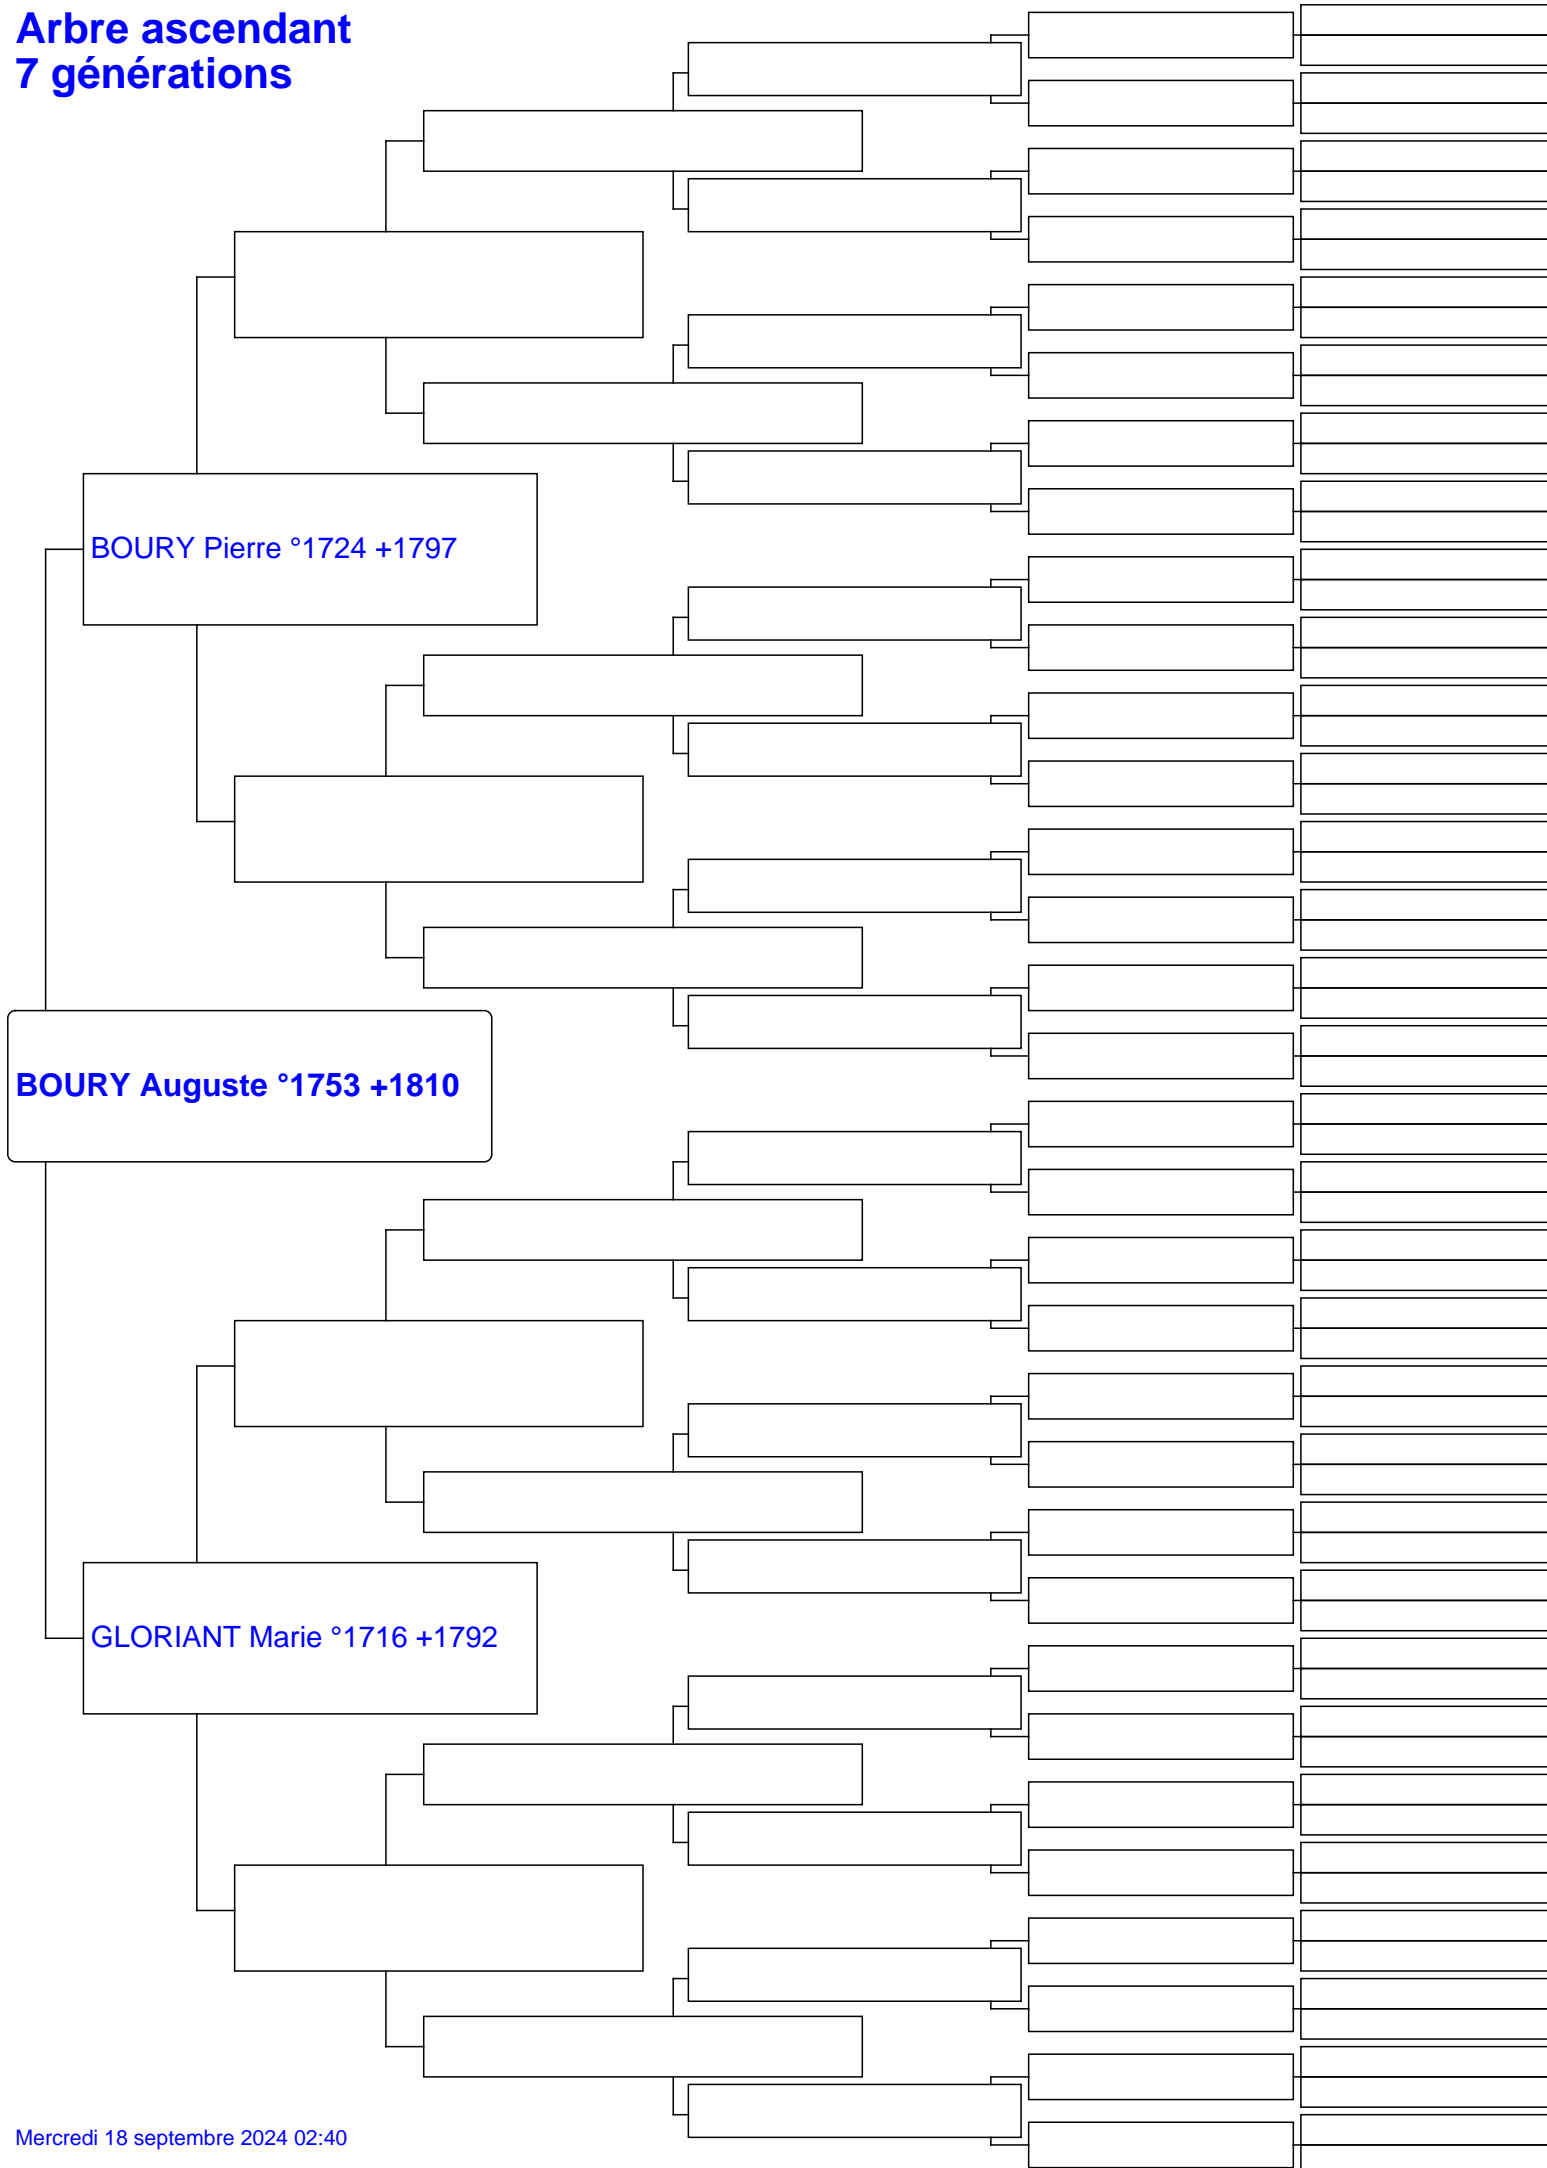 Arbre ascendant
7 générations
BOURY Pierre °1724 +1797
BOURY Auguste °1753 +1810
GLORIANT Marie °1716 +1792
Mercredi 18 septembre 2024 02:40